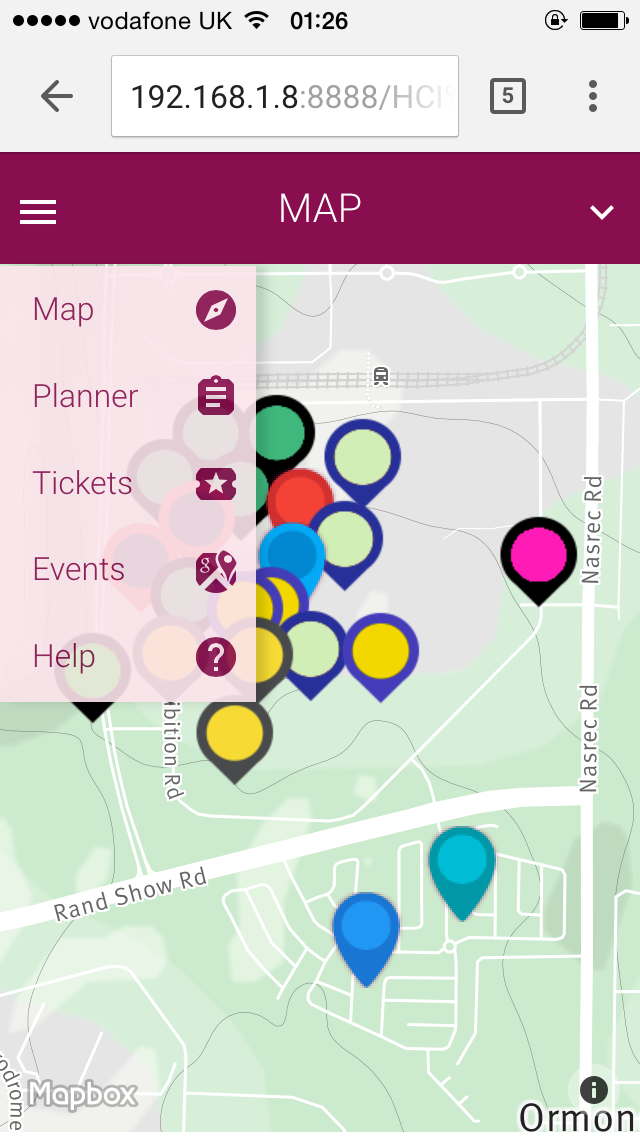 vodafone UK 01:26
192.168.1.8:8888/HCI
5
MAP
Map
Planner
Tickets
Events
Help
Nasrec Rd
Nasrec Rd
ibition Rd
Rand Show Rd
odrome
Mapbox
Ormon